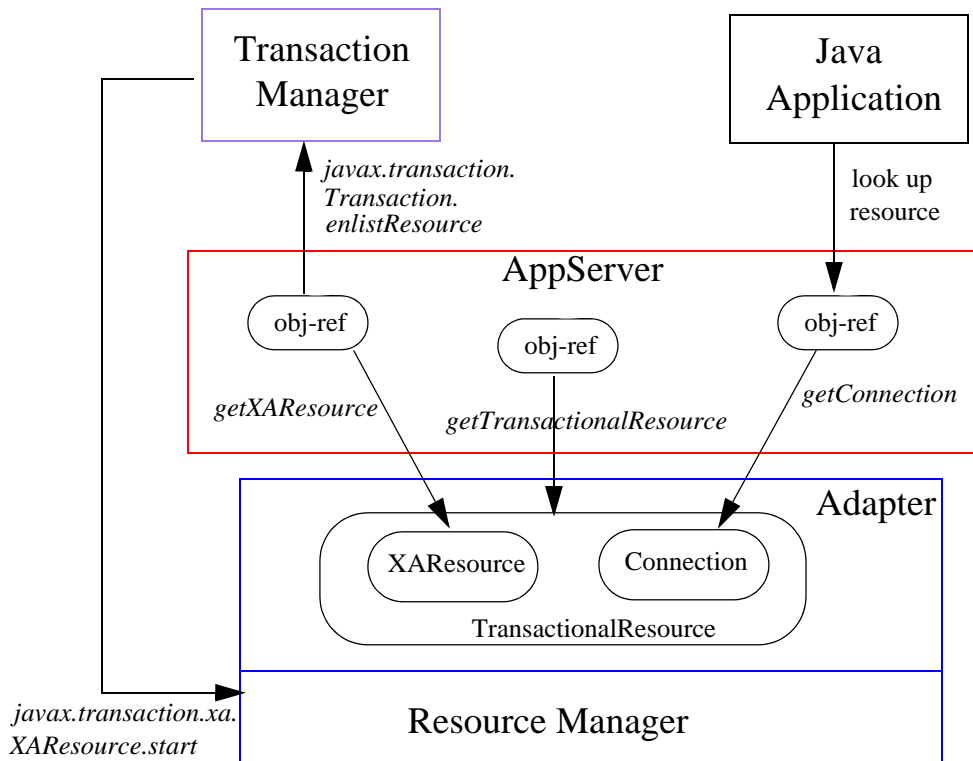 Transaction
Manager
Java
Application
javax.transaction.
Transaction.
enlistResource
look up
resource
AppServer
obj-ref
obj-ref
obj-ref
getXAResource
getTransactionalResource
getConnection
Adapter
XAResource
Connection
TransactionalResource
javax.transaction.xa.
XAResource.start
Resource Manager